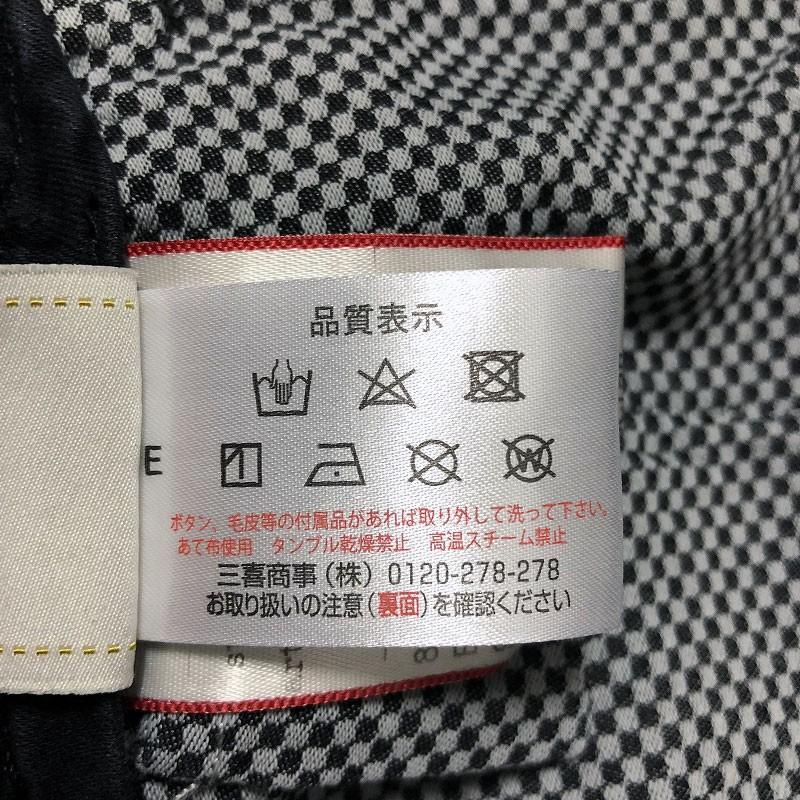 品質表示
E
W
ボタン、毛皮等の付属品があれば取り外して洗って下さい。
あて布使用　タンブル乾燥禁止　高温スチーム禁止
三喜商事（株）0120-278-278
お取り扱いの注意（裏面）を確認ください